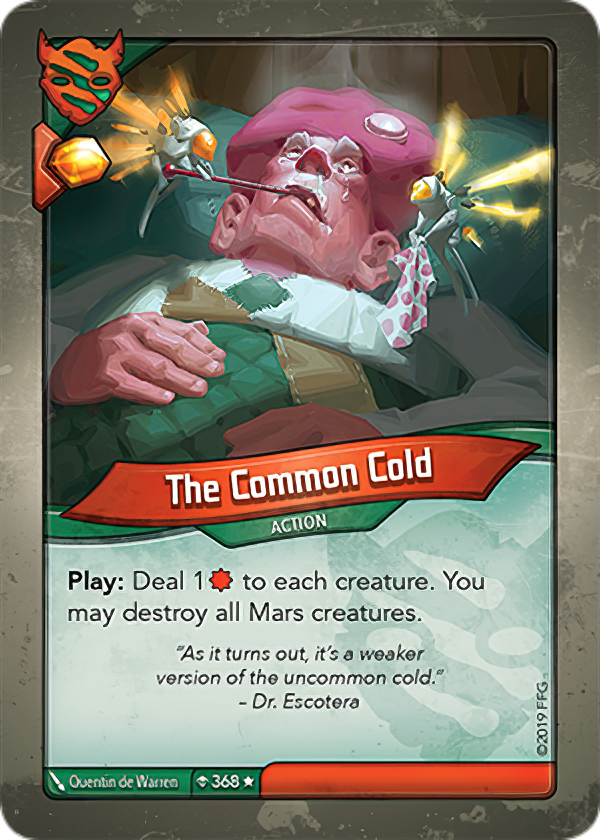 The Common Cold
ACTION
Play: Deal 1 to each creature. You
may destroy all Mars creatures.
"As it turns out, it's a weaker
version of the uncommon cold."
– Dr. Escotera
©2019 FFG
Quentin de Warren
368